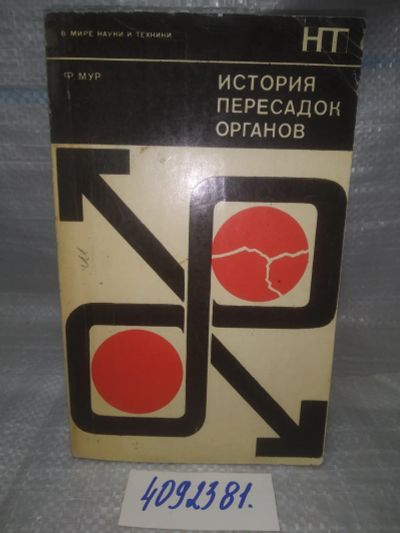 В МИРЕ НАУКИ И ТЕХНИКИ
НТ
Ф. МУР
ИСТОРИЯ
ПЕРЕСАДОК
ОРГАНОВ
4092381.